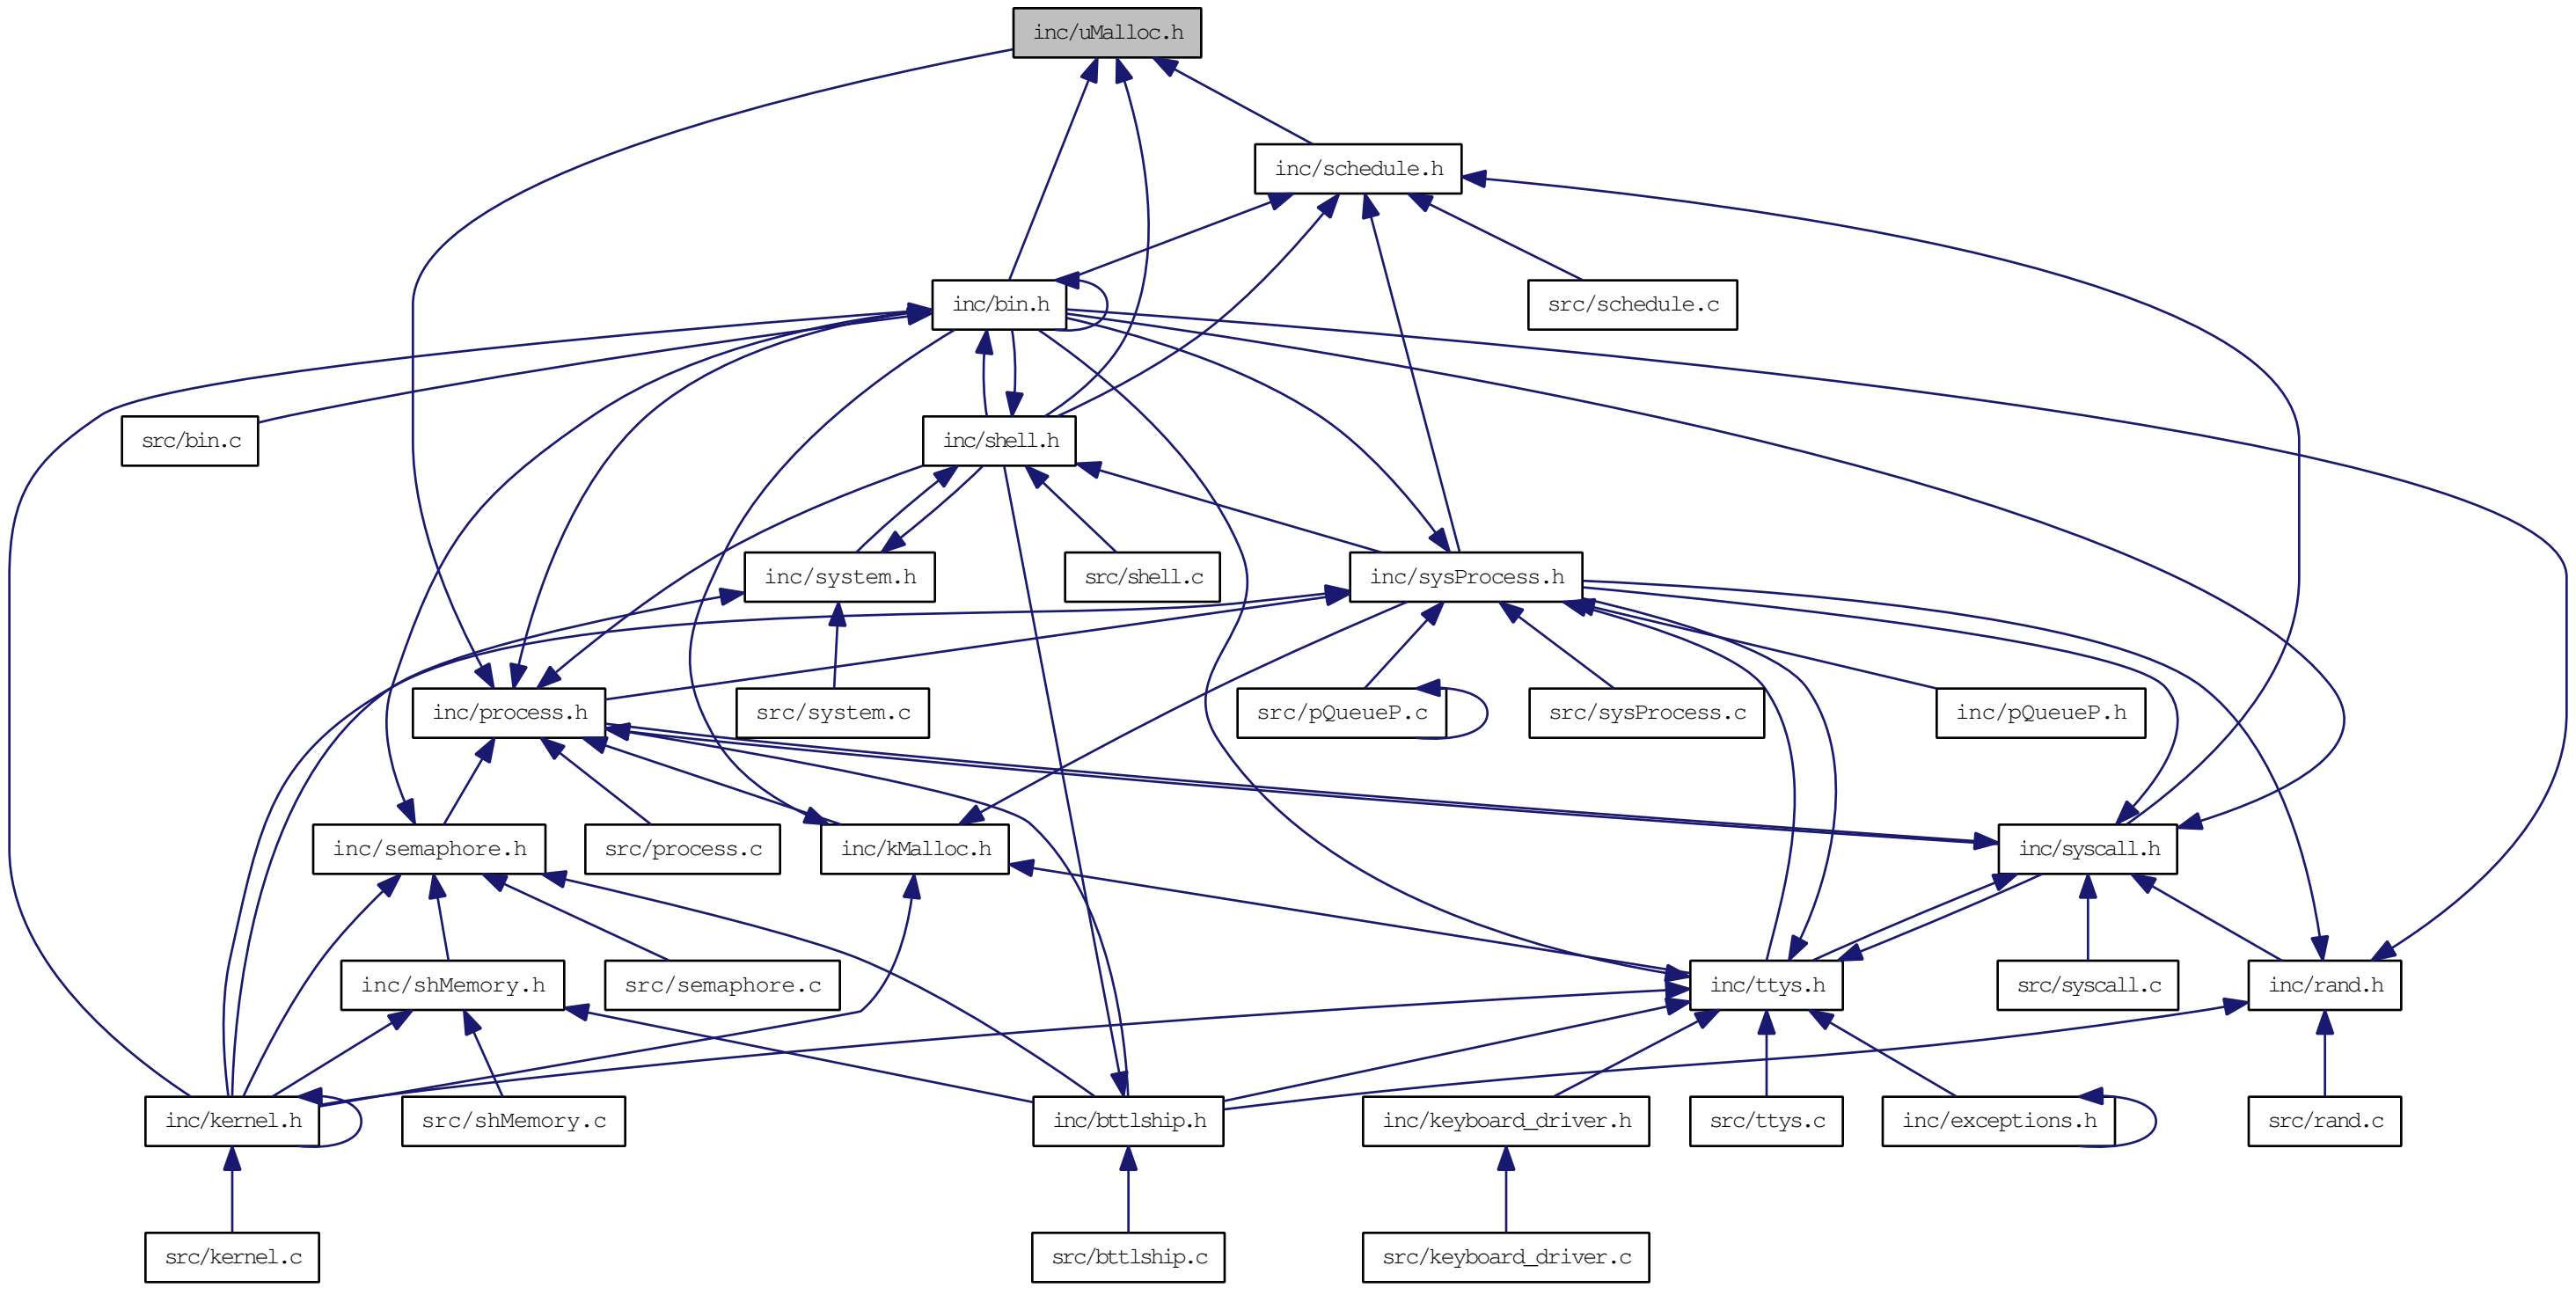 inc/uMalloc.h
inc/schedule.h
inc/bin.h
src/schedule.c
src/bin.c
inc/shell.h
inc/system.h
src/shell.c
inc/sysProcess.h
inc/process.h
src/system.c
src/pQueueP.c
src/sysProcess.c
inc/pQueueP.h
inc/semaphore.h
src/process.c
inc/kMalloc.h
inc/syscall.h
inc/shMemory.h
src/semaphore.c
inc/ttys.h
src/syscall.c
inc/rand.h
inc/kernel.h
src/shMemory.c
inc/bttlship.h
inc/keyboard_driver.h
src/ttys.c
inc/exceptions.h
src/rand.c
src/kernel.c
src/bttlship.c
src/keyboard_driver.c